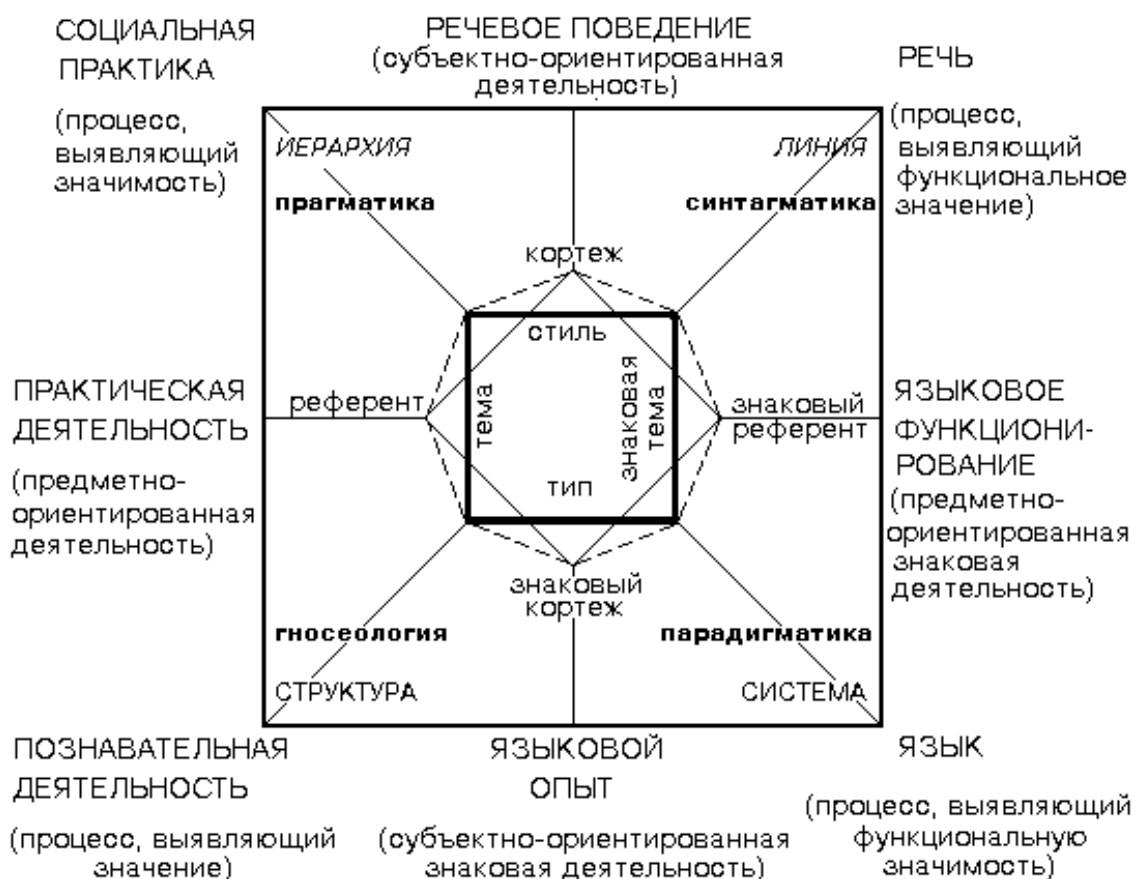 СОЦИАЛЬНАЯ
ПРАКТИКА
(процесс,
выявляющий
значимость)
РЕЧЕВОЕ ПОВЕДЕНИЕ
(субъектно-ориентированная
деятельность)
РЕЧЬ
(процесс,
выявляющий
функциональное
значение)
ИЕРАРХИЯ
ЛИНИЯ
прагматика
синтагматика
кортеж
стиль
ПРАКТИЧЕСКАЯ
ДЕЯТЕЛЬНОСТЬ
(предметно-
ориентированная
деятельность)
референт
тема
знаковая
тема
знаковый
референт
ЯЗЫКОВОЕ
ФУНКЦИОНИ-
РОВАНИЕ
(предметно-
ориентированная
знаковая
деятельность)
тип
знаковый
кортеж
гносеология
парадигматика
СТРУКТУРА
СИСТЕМА
ПОЗНАВАТЕЛЬНАЯ
ДЕЯТЕЛЬНОСТЬ
(процесс, выявляющий
значение)
ЯЗЫКОВОЙ
ОПЫТ
(субъектно-ориентированная
знаковая деятельность)
ЯЗЫК
(процесс, выявляющий
функциональную
значимость)